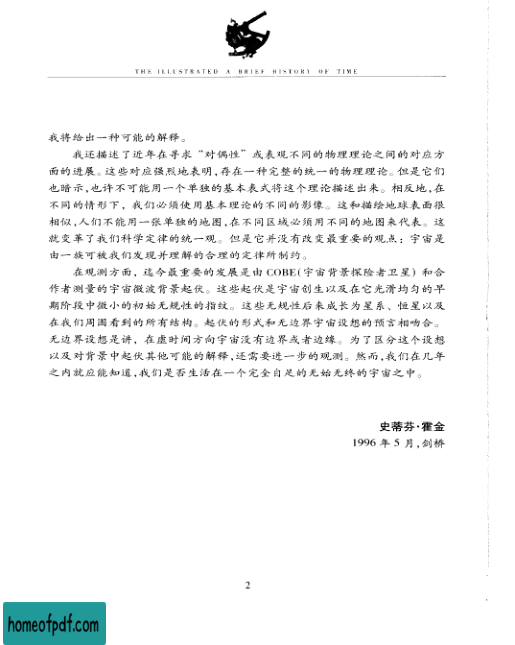 THE ILLUSTRATED A BRIEF HISTORY OF TIME
我将给出一种可能的解释。
我还描述了近年在寻求“对偶性”或表观不同的物理理论之间的对应方
面的进展。这些对应强烈地表明,存在一种完整的统一的物理理论。但是它们
也暗示,也许不可能用一个单独的基本表式将这个理论描述出来。相反地,在
不同的情形下,我们必须使用基本理论的不同的影像。这和描绘地球表面很
相似,人们不能用一张单独的地图,在不同区域必须用不同的地图来代表。这
就变革了我们科学定律的统一观。但是它并没有改变最重要的观点:宇宙是
由一族可被我们发现并理解的合理的定律所制约。
在观测方面,迄今最重要的发展是由 COBE(宇宙背景探险者卫星) 和合
作者测量的宇宙微波背景起伏。这些起伏是宇宙创生以及在它光滑均匀的早
期阶段中微小的初始无规性的指纹。这些无规性后来成长为星系、恒星以及
在我们周围看到的所有结构。起伏的形式和无边界宇宙设想的预言相吻合。
无边界设想是讲,在虚时间方向宇宙没有边界或者边缘。为了区分这个设想
以及对背景中起伏其他可能的解释,还需要进一步的观测。然而,我们在几年
之内就应能知道,我们是否生活在一个完全自足的无始无终的宇宙之中。
史蒂芬·霍金
1996 年 5 月,剑桥
2
homeofpdf.com